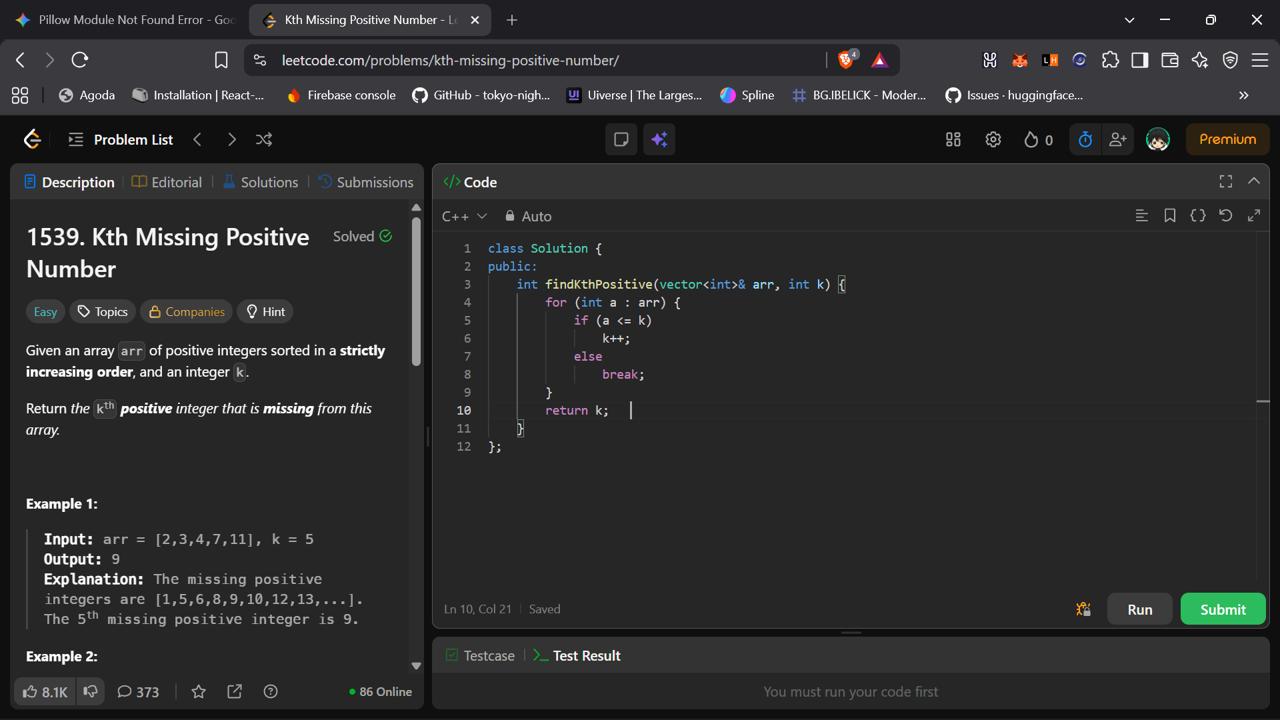 Pillow Module Not Found Error - Goo
Kth Missing Positive Number - Le
leetcode.com/problems/kth-missing-positive-number/
4
LH
Agoda
Installation | React-...
Firebase console
GitHub - tokyo-nigh...
UI
Uiverse | The Larges...
Spline
BG.IBELICK - Moder...
Issues · huggingface...
Problem List
0
Premium
Description
Editorial
Solutions
Submissions
</> Code
C++
Auto
1539. Kth Missing Positive
Number
Solved
Easy
Topics
Companies
Hint
Given an array arr of positive integers sorted in a strictly
increasing order, and an integer k.
Return the kth positive integer that is missing from this
array.
Example 1:
Input: arr = [2,3,4,7,11], k = 5
Output: 9
Explanation: The missing positive
integers are [1,5,6,8,9,10,12,13,...].
The 5th missing positive integer is 9.
Example 2:
8.1K
373
86 Online
1 class Solution {
2 public:
3 int findKthPositive(vector<int>& arr, int k) {
4 for (int a : arr) {
5 if (a <= k)
6 k++;
7 else
8 break;
9 }
10 return k;
11 }
12 };
Ln 10, Col 21
Saved
Run
Submit
Testcase
Test Result
You must run your code first